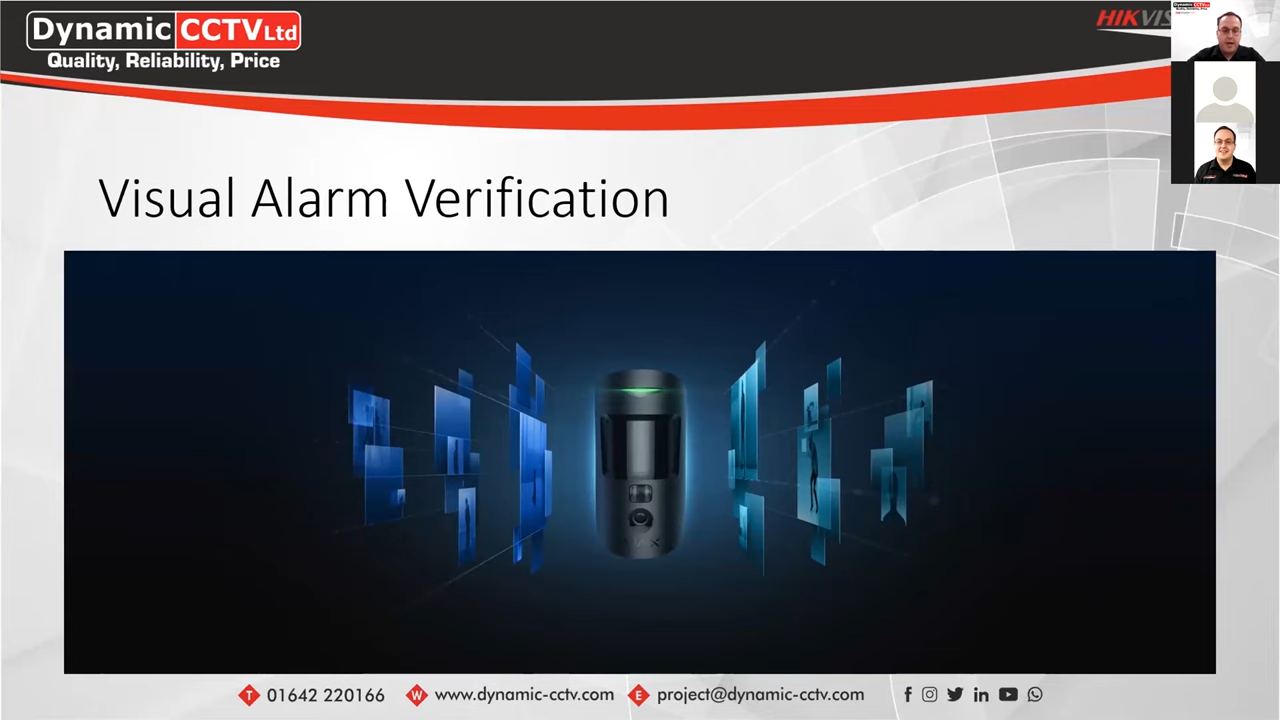 Dynamic CCTV Ltd
Quality, Reliability, Price
HIKVIS
Visual Alarm Verification
AX
T 01642 220166 W www.dynamic-cctv.com E project@dynamic-cctv.com